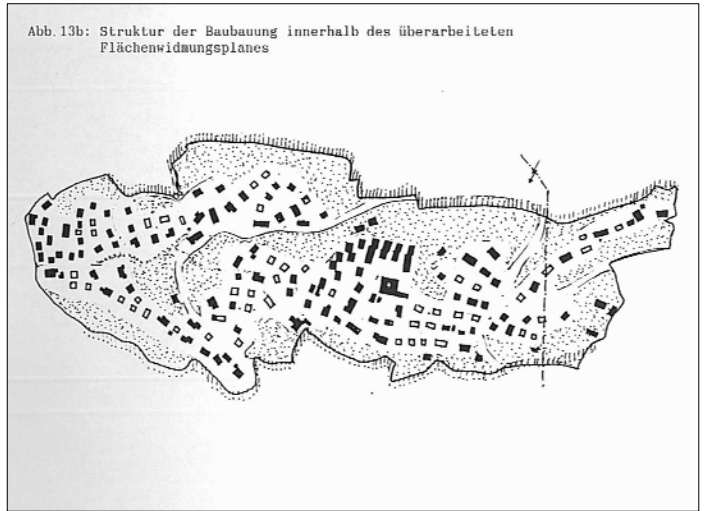 Abb. 13b: Struktur der Baubauung innerhalb des überarbeiteten
Flächenwidmungsplanes